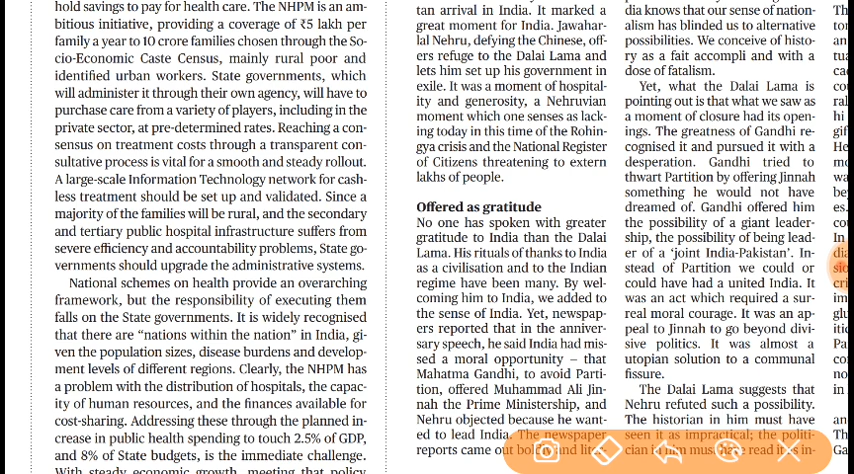 hold savings to pay for health care. The NHPM is an am-
bitious initiative, providing a coverage of ₹5 lakh per
family a year to 10 crore families chosen through the So-
cio-Economic Caste Census, mainly rural poor and
identified urban workers. State governments, which
will administer it through their own agency, will have to
purchase care from a variety of players, including in the
private sector, at pre-determined rates. Reaching a con-
sensus on treatment costs through a transparent con-
sultative process is vital for a smooth and steady rollout.
A large-scale Information Technology network for cash-
less treatment should be set up and validated. Since a
majority of the families will be rural, and the secondary
and tertiary public hospital infrastructure suffers from
severe efficiency and accountability problems, State go-
vernments should upgrade the administrative systems.
National schemes on health provide an overarching
framework, but the responsibility of executing them
falls on the State governments. It is widely recognised
that there are “nations within the nation” in India, gi-
ven the population sizes, disease burdens and develop-
ment levels of different regions. Clearly, the NHPM has
a problem with the distribution of hospitals, the capac-
ity of human resources, and the finances available for
cost-sharing. Addressing these through the planned in-
crease in public health spending to touch 2.5% of GDP,
and 8% of State budgets, is the immediate challenge.
With steady economic growth, meeting that policy
tan arrival in India. It marked a
great moment for India. Jawahar-
lal Nehru, defying the Chinese, off-
ers refuge to the Dalai Lama and
lets him set up his government in
exile. It was a moment of hospital-
ity and generosity, a Nehruvian
moment which one senses as lack-
ing today in this time of the Rohin-
gya crisis and the National Register
of Citizens threatening to extern
lakhs of people.
Offered as gratitude
No one has spoken with greater
gratitude to India than the Dalai
Lama. His rituals of thanks to India
as a civilisation and to the Indian
regime have been many. By wel-
coming him to India, we added to
the sense of India. Yet, newspap-
ers reported that in the anniver-
sary speech, he said India had mis-
sed a moral opportunity – that
Mahatma Gandhi, to avoid Parti-
tion, offered Muhammad Ali Jin-
nah the Prime Ministership, and
Nehru objected because he want-
ed to lead India. The newspaper
reports came out
dia knows that our sense of nation-
alism has blinded us to alternative
possibilities. We conceive of histo-
ry as a fait accompli and with a
dose of fatalism.
Yet, what the Dalai Lama is
pointing out is that what we saw as
a moment of closure had its open-
ings. The greatness of Gandhi re-
cognised it and pursued it with a
desperation. Gandhi tried to
thwart Partition by offering Jinnah
something he would not have
dreamed of. Gandhi offered him
the possibility of a giant leader-
ship, the possibility of being lead-
er of a ‘joint India-Pakistan’. In-
stead of Partition we could or
could have had a united India. It
was an act which required a sur-
real moral courage. It was an ap-
peal to Jinnah to go beyond divi-
sive politics. It was almost a
utopian solution to a communal
fissure.
The Dalai Lama suggests that
Nehru refuted such a possibility.
The historian in him must have
seen it as impractical; the politi-
cian in him must have read it as in-